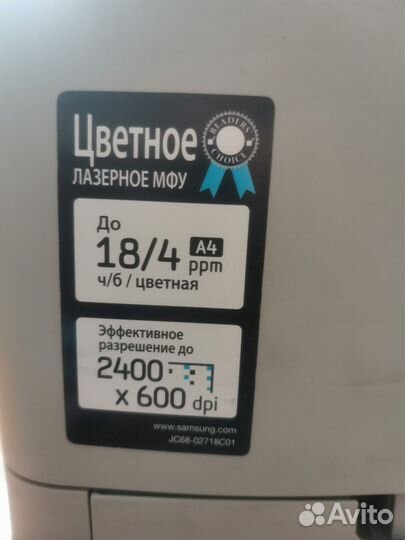 Цветное
ЛАЗЕРНОЕ МФУ
READERS
CHOICE
До
18/4 A4 ppm
ч/б / цветная
Эффективное
разрешение до
2400
x 600 dpi
www.samsung.com
JC68-02718C01
Avito